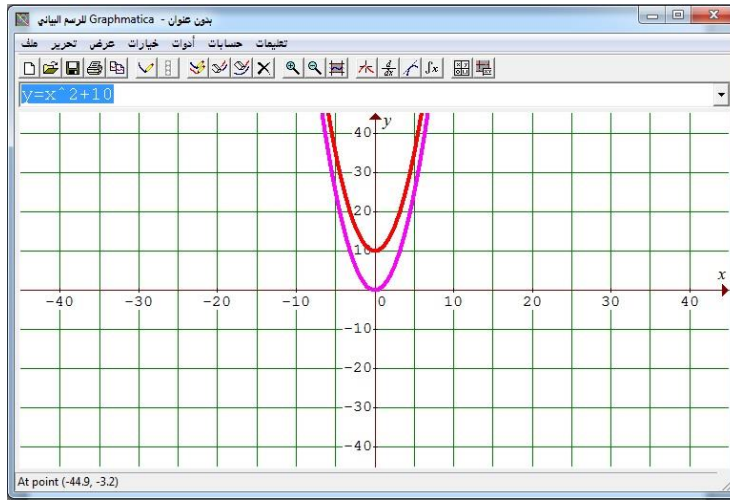 بدون عنوان - Graphmatica للرسم البياني
ملف تحرير عرض خيارات أدوات حسابات تعليمات
y=x^2+10
y
40
30
20
10
x
-40 -30 -20 -10 0 10 20 30 40
-10
-20
-30
-40
At point (-44.9, -3.2)